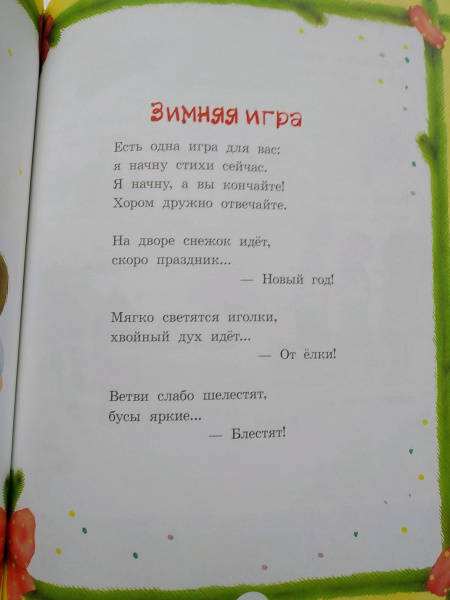 Зимняя игра
Есть одна игра для вас:
я начну стихи сейчас.
Я начну, а вы кончайте!
Хором дружно отвечайте.
На дворе снежок идёт,
скоро праздник...
— Новый год!
Мягко светятся иголки,
хвойный дух идёт...
— От ёлки!
Ветви слабо шелестят,
бусы яркие...
— Блестят!